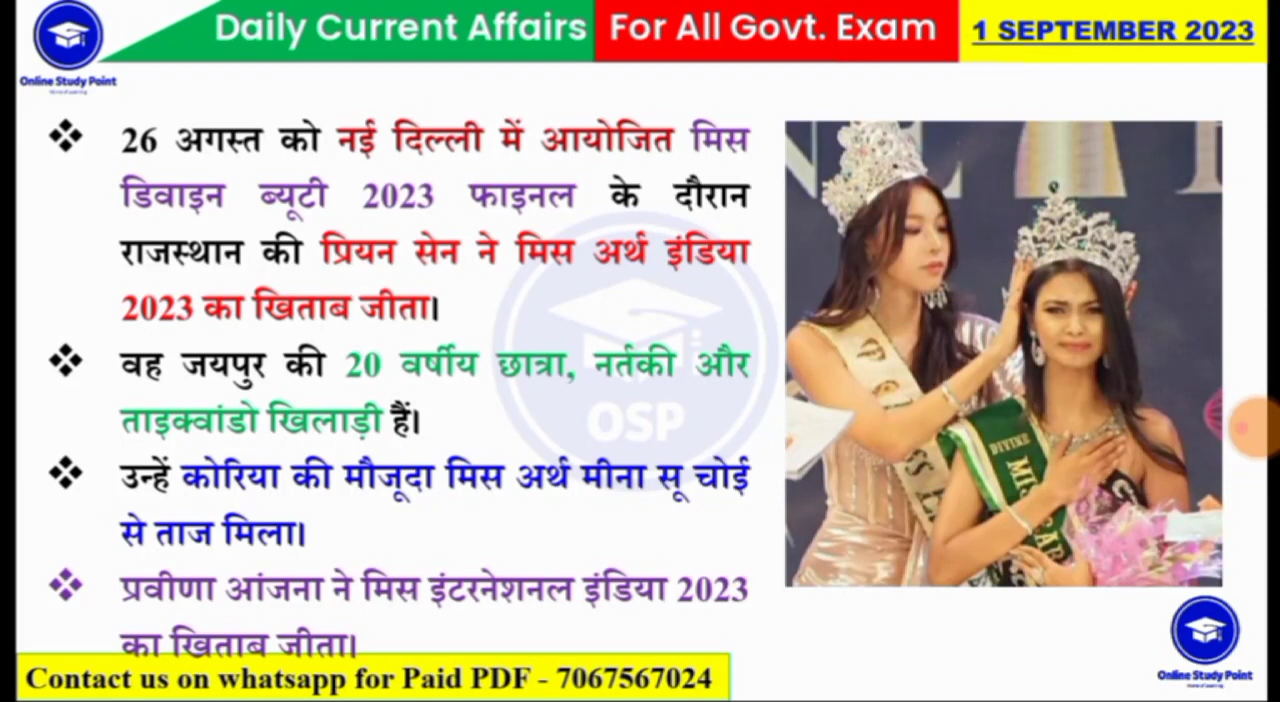 Daily Current Affairs For All Govt. Exam 1 SEPTEMBER 2023
Online Study Point
❖ 26 अगस्त को नई दिल्ली में आयोजित मिस
डिवाइन ब्यूटी 2023 फाइनल के दौरान
राजस्थान की प्रियन सेन ने मिस अर्थ इंडिया
2023 का खिताब जीता।
❖ वह जयपुर की 20 वर्षीय छात्रा, नर्तकी और
ताइक्वांडो खिलाड़ी हैं।
❖ उन्हें कोरिया की मौजूदा मिस अर्थ मीना सू चोई
से ताज मिला।
❖ प्रवीणा आंजना ने मिस इंटरनेशनल इंडिया 2023
का खिताब जीता।
OSP
DIVINE
Contact us on whatsapp for Paid PDF - 7067567024
Online Study Point